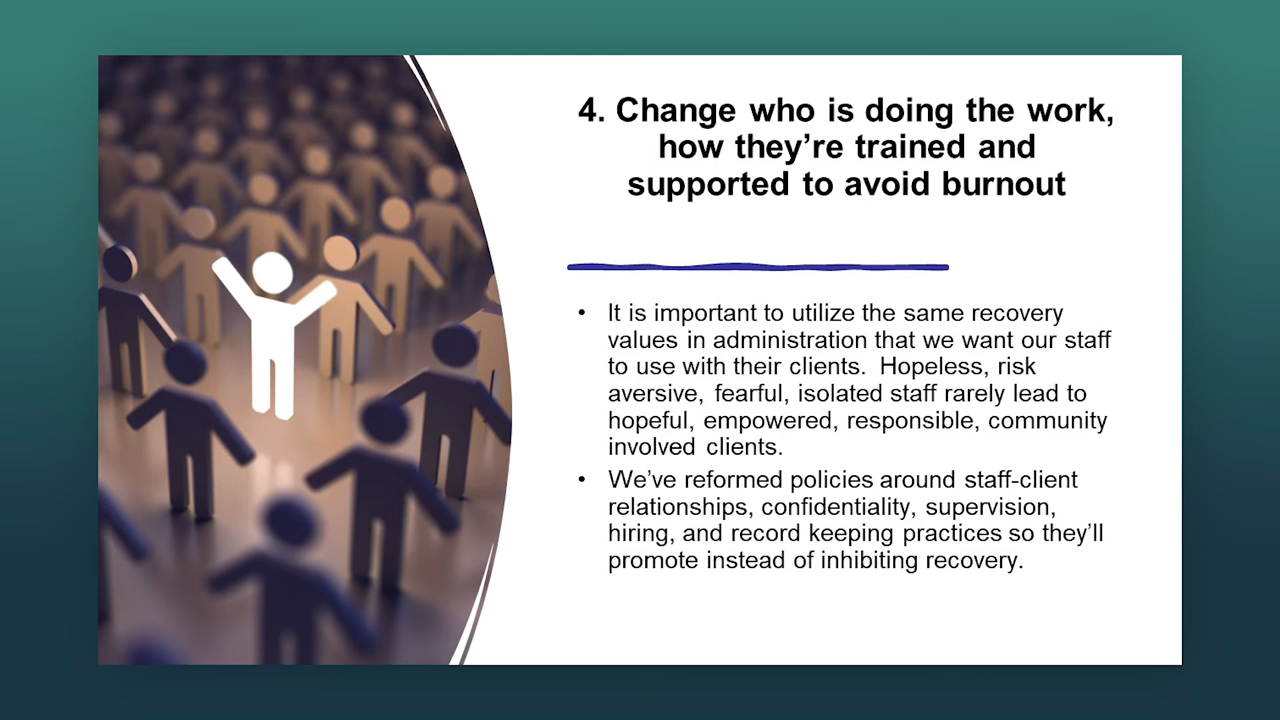 4. Change who is doing the work,
how they’re trained and
supported to avoid burnout
• It is important to utilize the same recovery
values in administration that we want our staff
to use with their clients.  Hopeless, risk
aversive, fearful, isolated staff rarely lead to
hopeful, empowered, responsible, community
involved clients.
• We’ve reformed policies around staff-client
relationships, confidentiality, supervision,
hiring, and record keeping practices so they’ll
promote instead of inhibiting recovery.